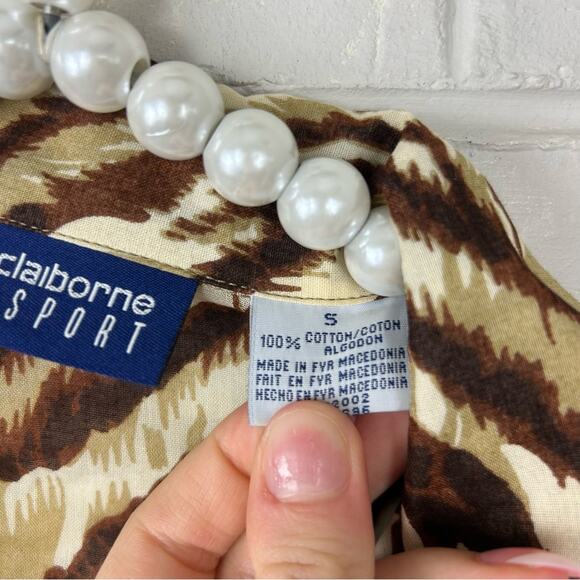 claiborne
SPORT
S
100% COTTON/COTON
ALGODON
MADE IN FYR MACEDONIA
FAIT EN FYR MACEDONIA
HECHO EN FYR MACEDONIA